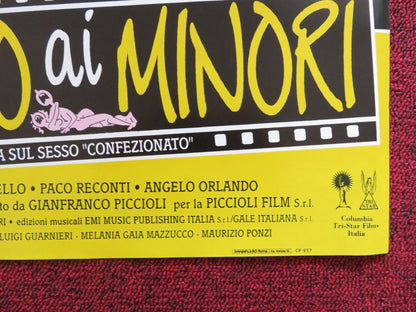 O ai MINORI
A SUL SESSO "CONFEZIONATO"
ELLO • PACO RECONTI • ANGELO ORLANDO
to da GIANFRANCO PICCIOLI per la PICCIOLI FILM S.r.l.
RI • edizioni musicali EMI MUSIC PUBLISHING ITALIA S.r.l/GALE ITALIANA S.r.l.
LUIGI GUARNIERI - MELANIA GAIA MAZZUCCO - MAURIZIO PONZI
Columbia
Tri-Star Films
Italia
CP 957